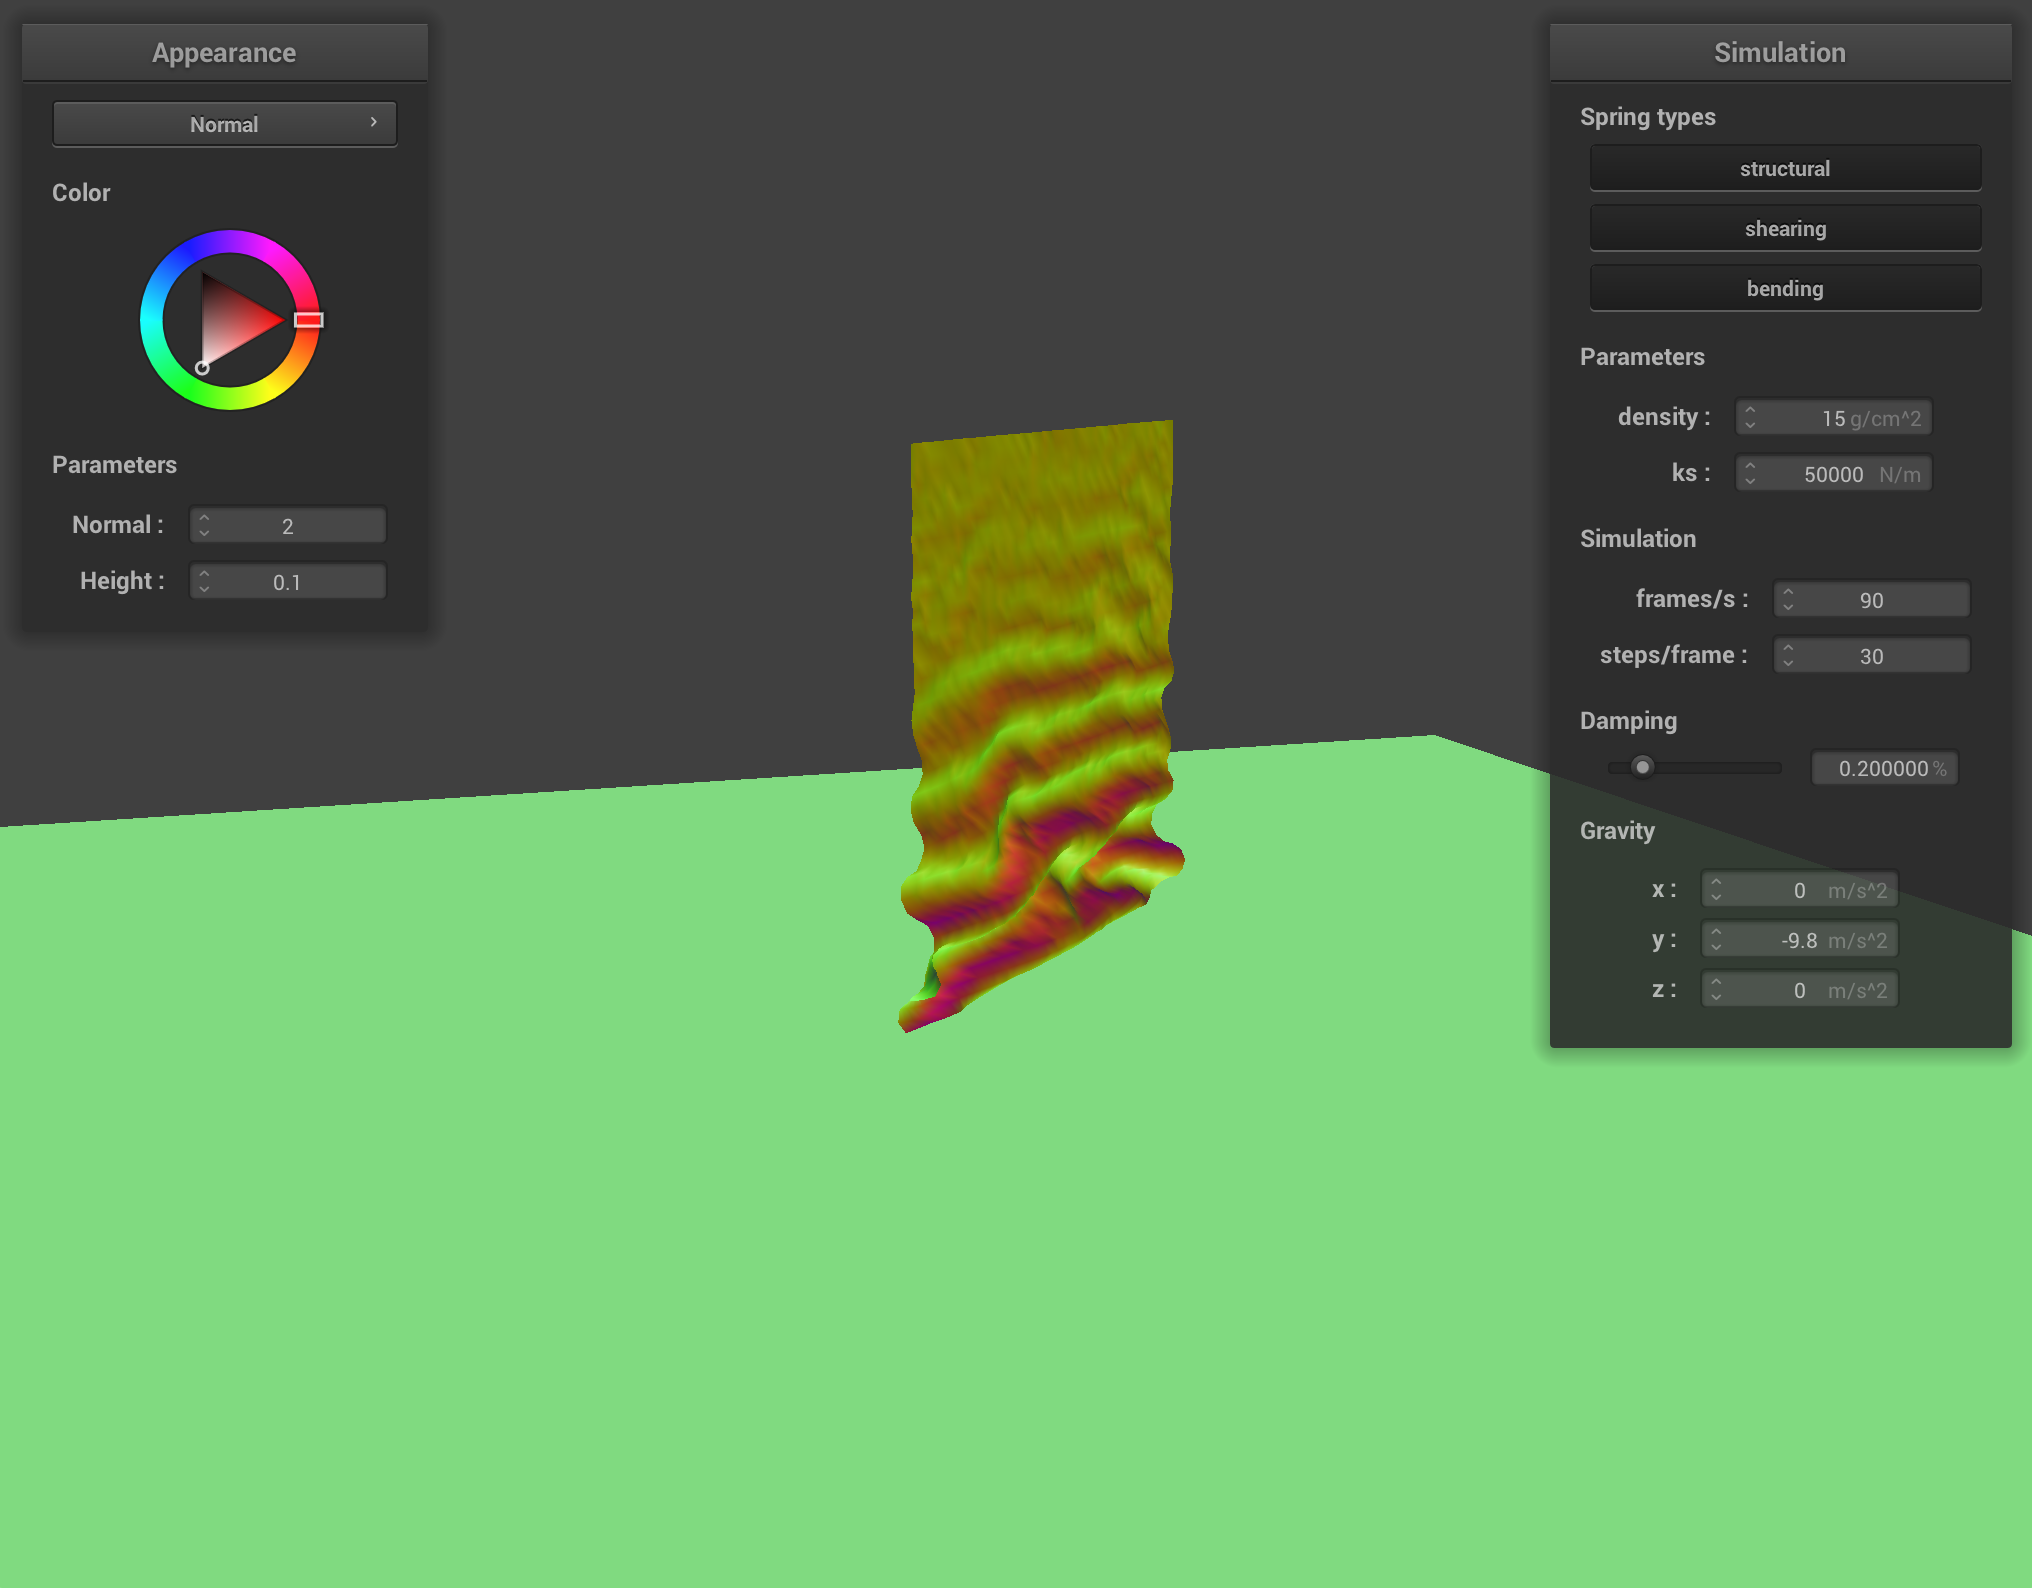 Appearance
Normal
Color
Parameters
Normal : 2
Height : 0.1
Simulation
Spring types
structural
shearing
bending
Parameters
density : 15 g/cm^2
ks : 50000 N/m
Simulation
frames/s : 90
steps/frame : 30
Damping
0.200000 %
Gravity
x : 0 m/s^2
y : -9.8 m/s^2
z : 0 m/s^2